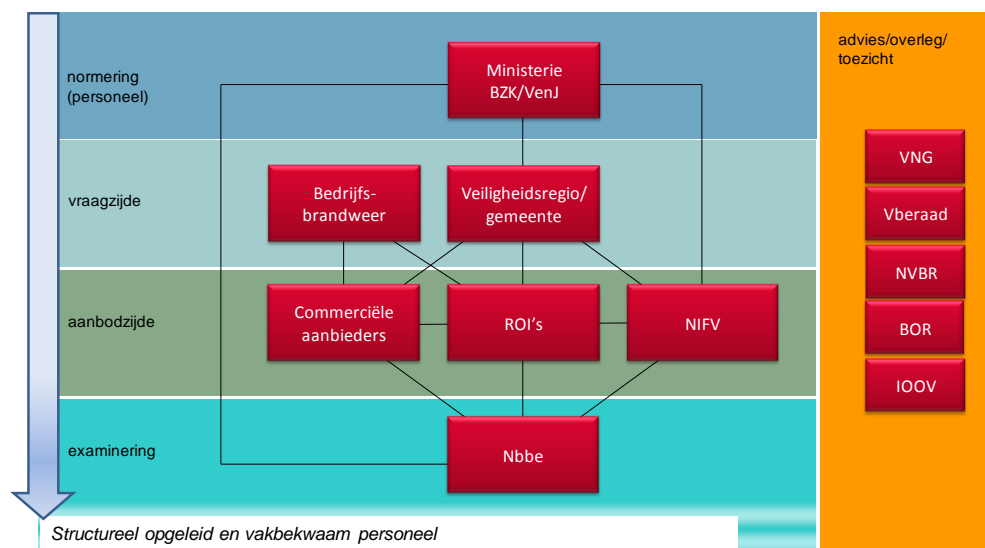 normering
(personeel)
Ministerie
BZK/VenJ
vraagzijde
Bedrijfs-
brandweer
Veiligheidsregio/
gemeente
aanbodzijde
Commerciële
aanbieders
ROI's
NIFV
examinering
Nbbe
Structureel opgeleid en vakbekwaam personeel
advies/overleg/
toezicht
VNG
Vberaad
NVBR
BOR
IOOV